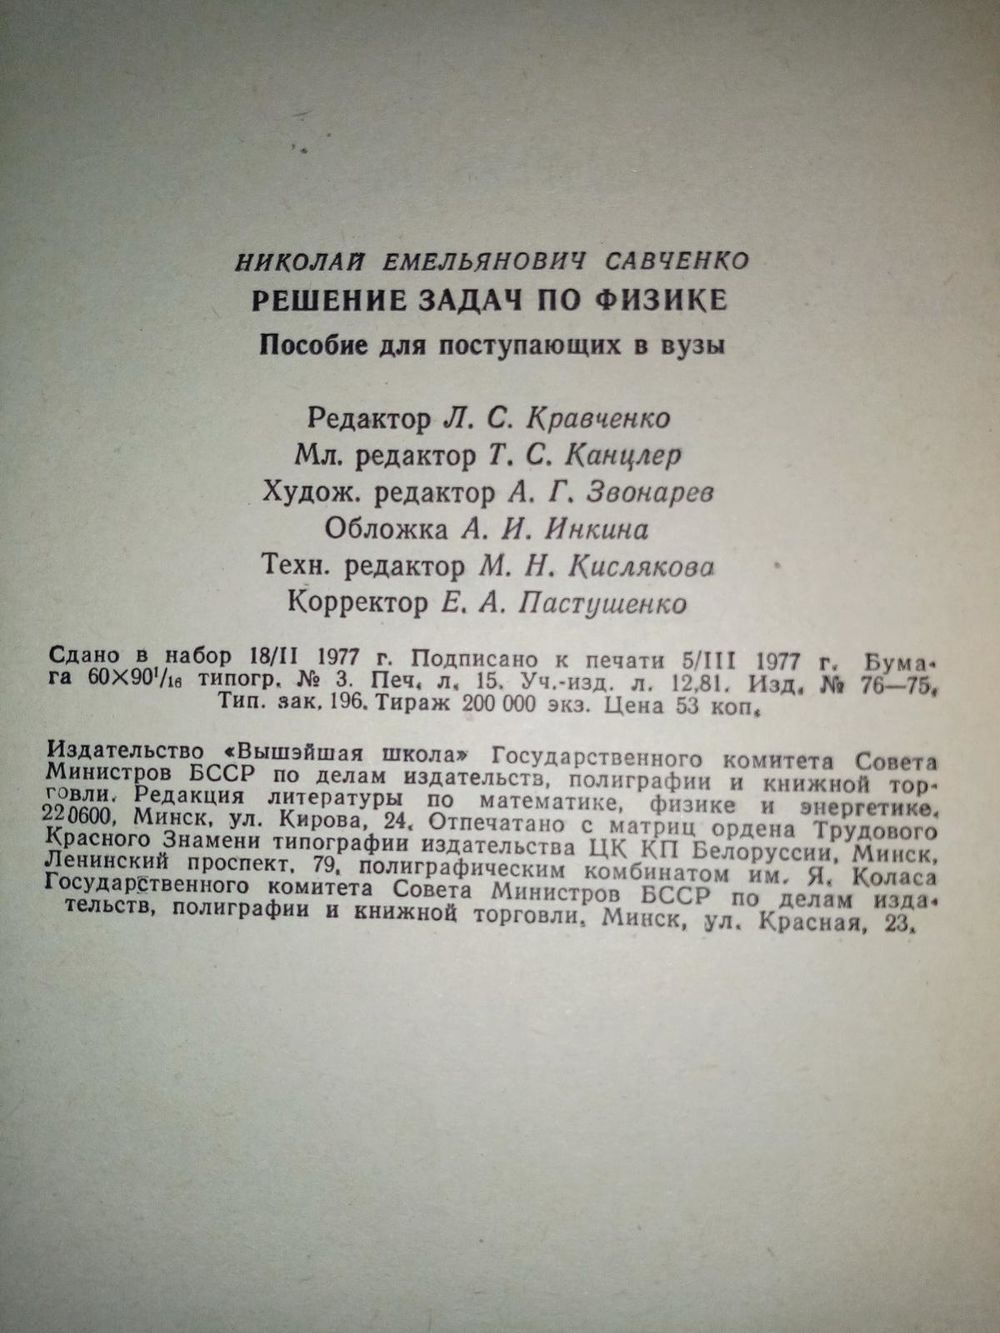 НИКОЛАЙ ЕМЕЛЬЯНОВИЧ САВЧЕНКО
РЕШЕНИЕ ЗАДАЧ ПО ФИЗИКЕ
Пособие для поступающих в вузы
Редактор Л. С. Кравченко
Мл. редактор Т. С. Канцлер
Худож. редактор А. Г. Звонарев
Обложка А. И. Инкина
Техн. редактор М. Н. Кислякова
Корректор Е. А. Пастушенко
Сдано в набор 18/II 1977 г. Подписано к печати 5/III 1977 г. Бума-
га 60×90¹/₁₆ типогр. № 3. Печ. л. 15. Уч.-изд. л. 12,81. Изд. № 76—75.
Тип. зак. 196. Тираж 200 000 экз. Цена 53 коп.
Издательство «Вышэйшая школа» Государственного комитета Совета
Министров БССР по делам издательств, полиграфии и книжной тор-
говли. Редакция литературы по математике, физике и энергетике.
220600, Минск, ул. Кирова, 24. Отпечатано с матриц ордена Трудового
Красного Знамени типографии издательства ЦК КП Белоруссии, Минск,
Ленинский проспект, 79, полиграфическим комбинатом им. Я. Коласа
Государственного комитета Совета Министров БССР по делам изда-
тельств, полиграфии и книжной торговли. Минск, ул. Красная, 23.